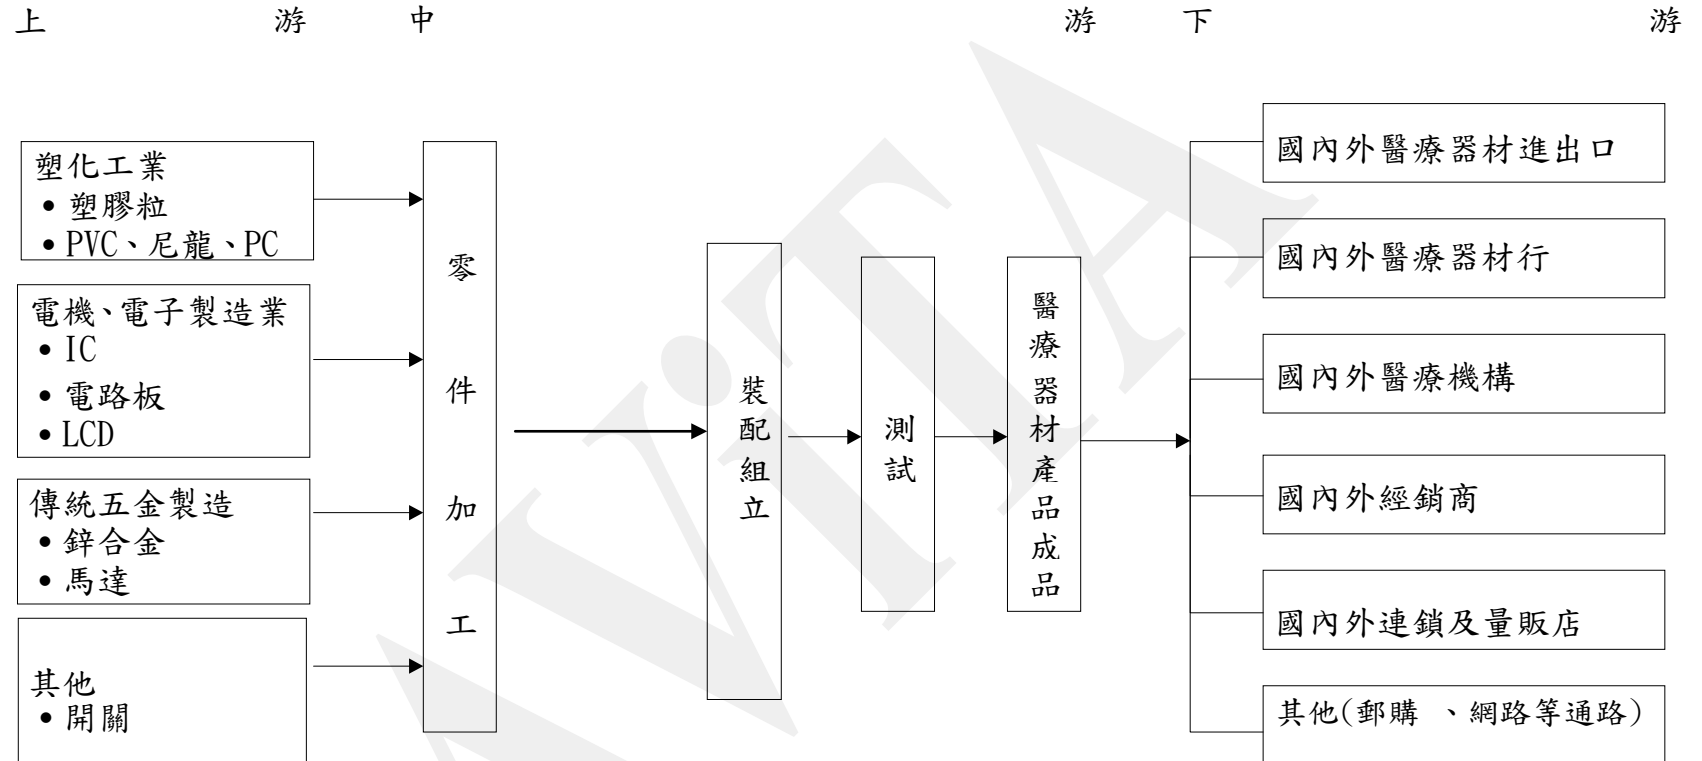 上游 中游 下游
塑化工業
•塑膠粒
•PVC、尼龍、PC
電機、電子製造業
•IC
•電路板
•LCD
傳統五金製造
•鋅合金
•馬達
其他
•開關
零件加工
裝配組立
測試
醫療器材產品成品
國內外醫療器材進出口
國內外醫療器材行
國內外醫療機構
國內外經銷商
國內外連鎖及量販店
其他(郵購 、網路等通路)
AViTA